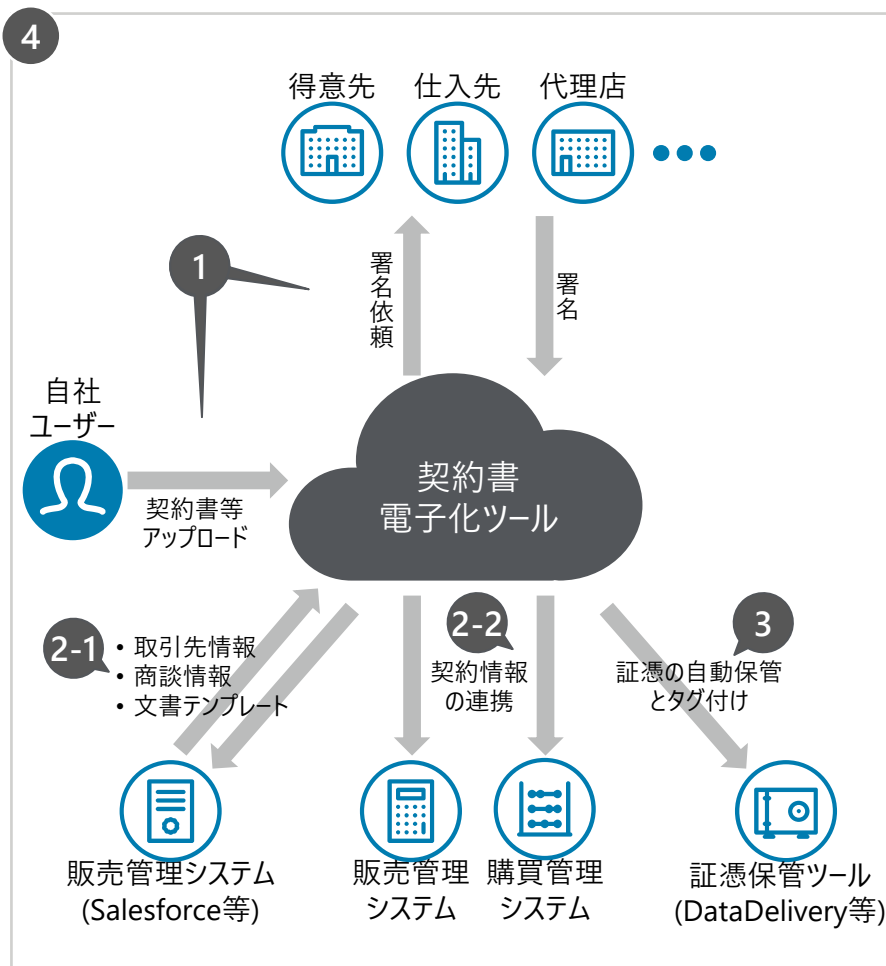 4
得意先
仕入先
代理店
1
署名依頼
署名
自社
ユーザー
契約書等
アップロード
契約書
電子化ツール
2-1
• 取引先情報
• 商談情報
• 文書テンプレート
2-2
契約情報
の連携
3
証憑の自動保管
とタグ付け
販売管理システム
(Salesforce等)
販売管理
システム
購買管理
システム
証憑保管ツール
(DataDelivery等)